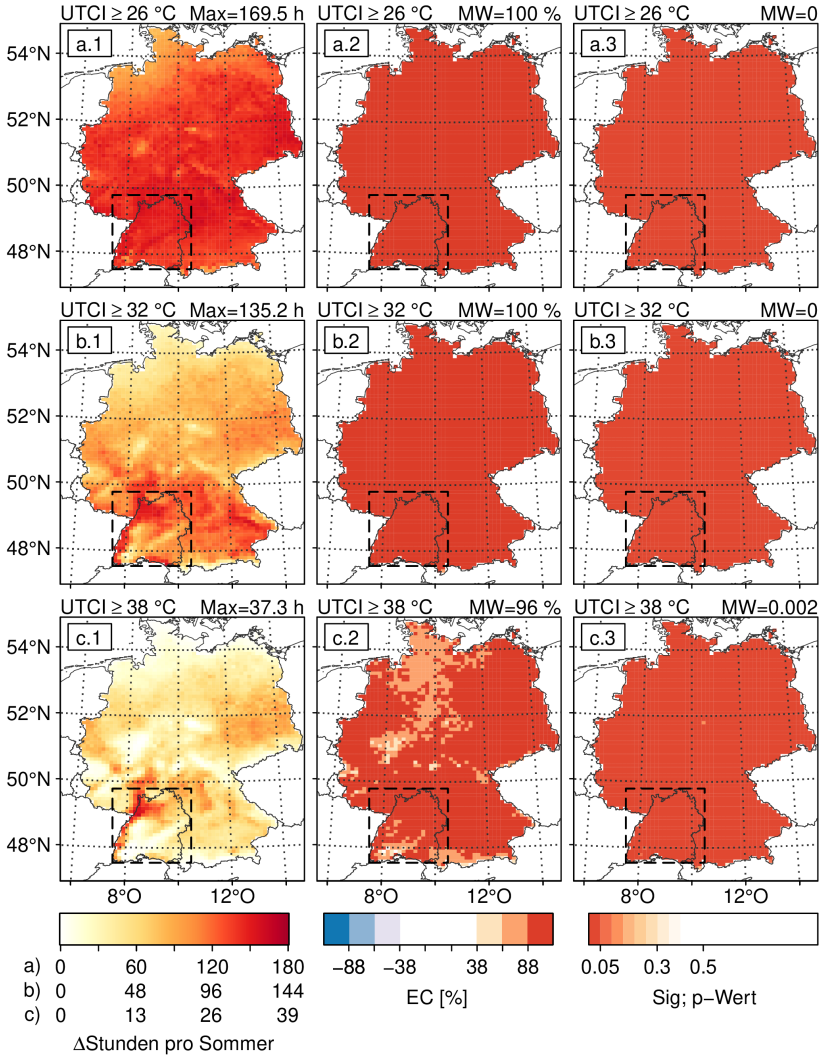 UTCI ≥ 26 °C Max=169.5 h UTCI ≥ 26 °C MW=100 % UTCI ≥ 26 °C MW=0
a.1 a.2 a.3
54°N
52°N
50°N
48°N
UTCI ≥ 32 °C Max=135.2 h UTCI ≥ 32 °C MW=100 % UTCI ≥ 32 °C MW=0
b.1 b.2 b.3
54°N
52°N
50°N
48°N
UTCI ≥ 38 °C Max=37.3 h UTCI ≥ 38 °C MW=96 % UTCI ≥ 38 °C MW=0.002
c.1 c.2 c.3
54°N
52°N
50°N
48°N
8°O 12°O 8°O 12°O 8°O 12°O
a) 0 60 120 180 −88 −38 38 88 0.05 0.3 0.5
b) 0 48 96 144 EC [%] Sig; p−Wert
c) 0 13 26 39
ΔStunden pro Sommer